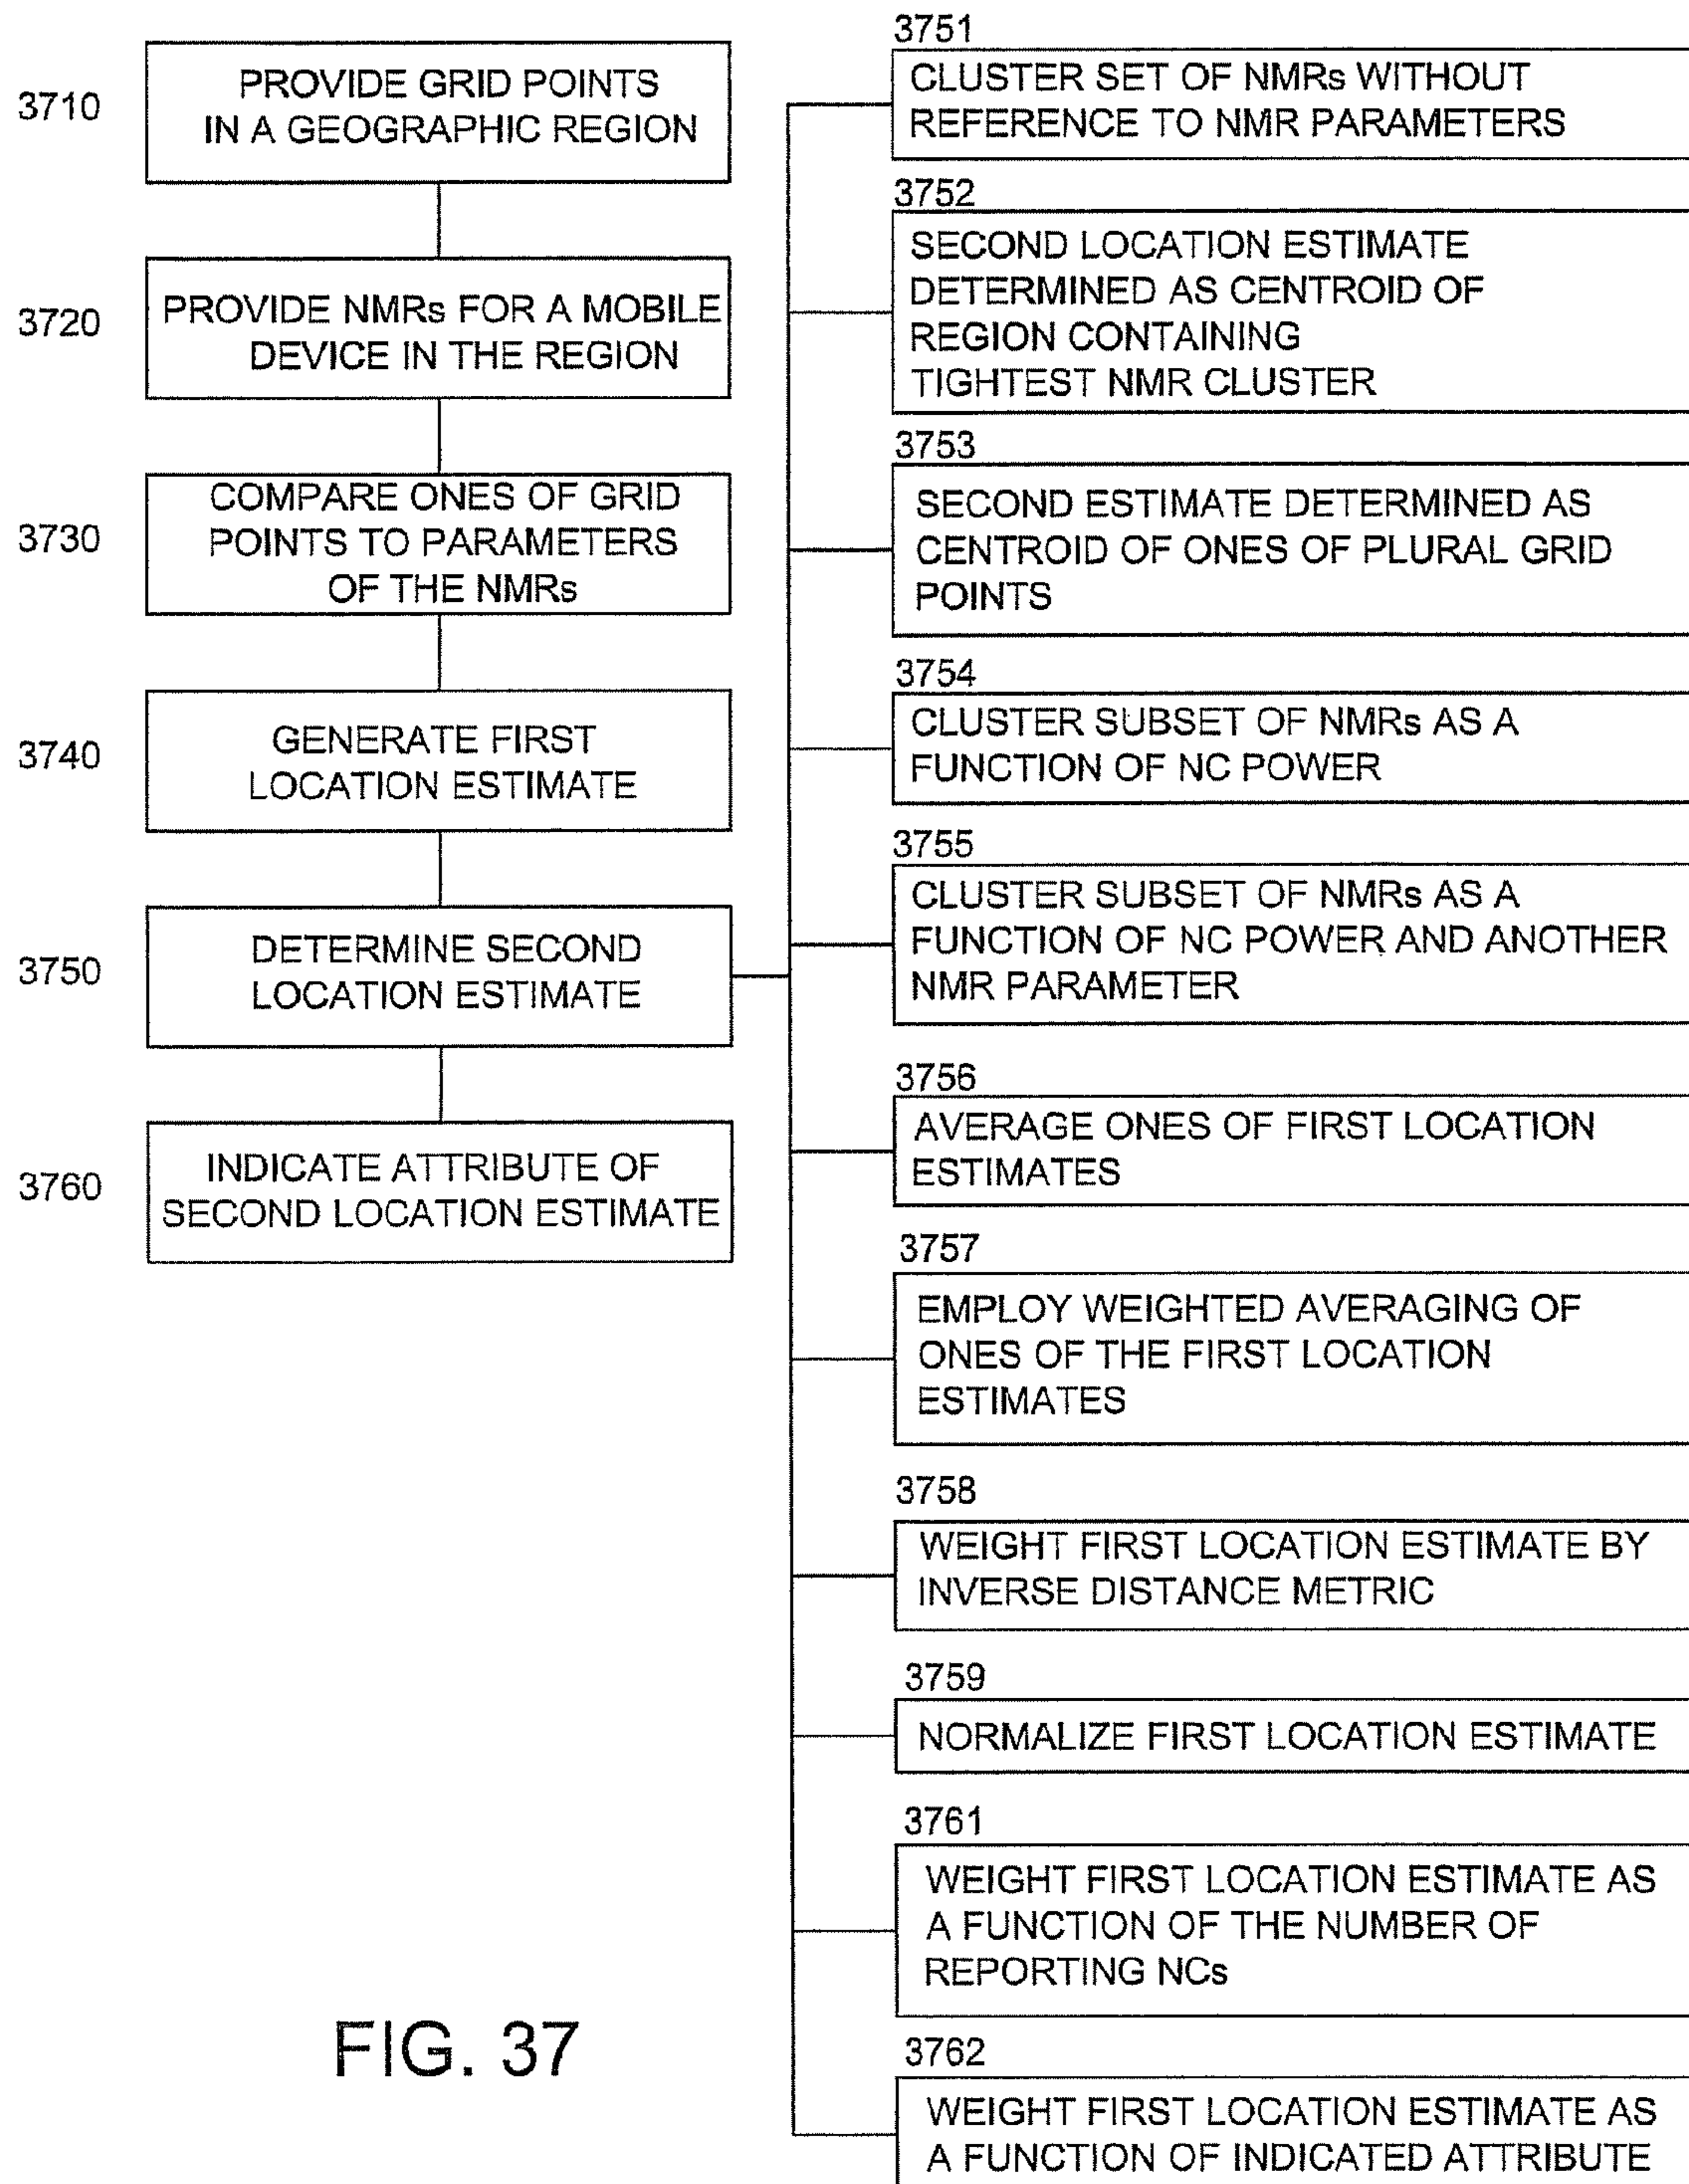 3710
PROVIDE GRID POINTS
IN A GEOGRAPHIC REGION
3720
PROVIDE NMRs FOR A MOBILE
DEVICE IN THE REGION
3730
COMPARE ONES OF GRID
POINTS TO PARAMETERS
OF THE NMRs
3740
GENERATE FIRST
LOCATION ESTIMATE
3750
DETERMINE SECOND
LOCATION ESTIMATE
3760
INDICATE ATTRIBUTE OF
SECOND LOCATION ESTIMATE
3751
CLUSTER SET OF NMRs WITHOUT
REFERENCE TO NMR PARAMETERS
3752
SECOND LOCATION ESTIMATE
DETERMINED AS CENTROID OF
REGION CONTAINING
TIGHTEST NMR CLUSTER
3753
SECOND ESTIMATE DETERMINED AS
CENTROID OF ONES OF PLURAL GRID
POINTS
3754
CLUSTER SUBSET OF NMRs AS A
FUNCTION OF NC POWER
3755
CLUSTER SUBSET OF NMRs AS A
FUNCTION OF NC POWER AND ANOTHER
NMR PARAMETER
3756
AVERAGE ONES OF FIRST LOCATION
ESTIMATES
3757
EMPLOY WEIGHTED AVERAGING OF
ONES OF THE FIRST LOCATION
ESTIMATES
3758
WEIGHT FIRST LOCATION ESTIMATE BY
INVERSE DISTANCE METRIC
3759
NORMALIZE FIRST LOCATION ESTIMATE
3761
WEIGHT FIRST LOCATION ESTIMATE AS
A FUNCTION OF THE NUMBER OF
REPORTING NCs
3762
WEIGHT FIRST LOCATION ESTIMATE AS
A FUNCTION OF INDICATED ATTRIBUTE
FIG. 37